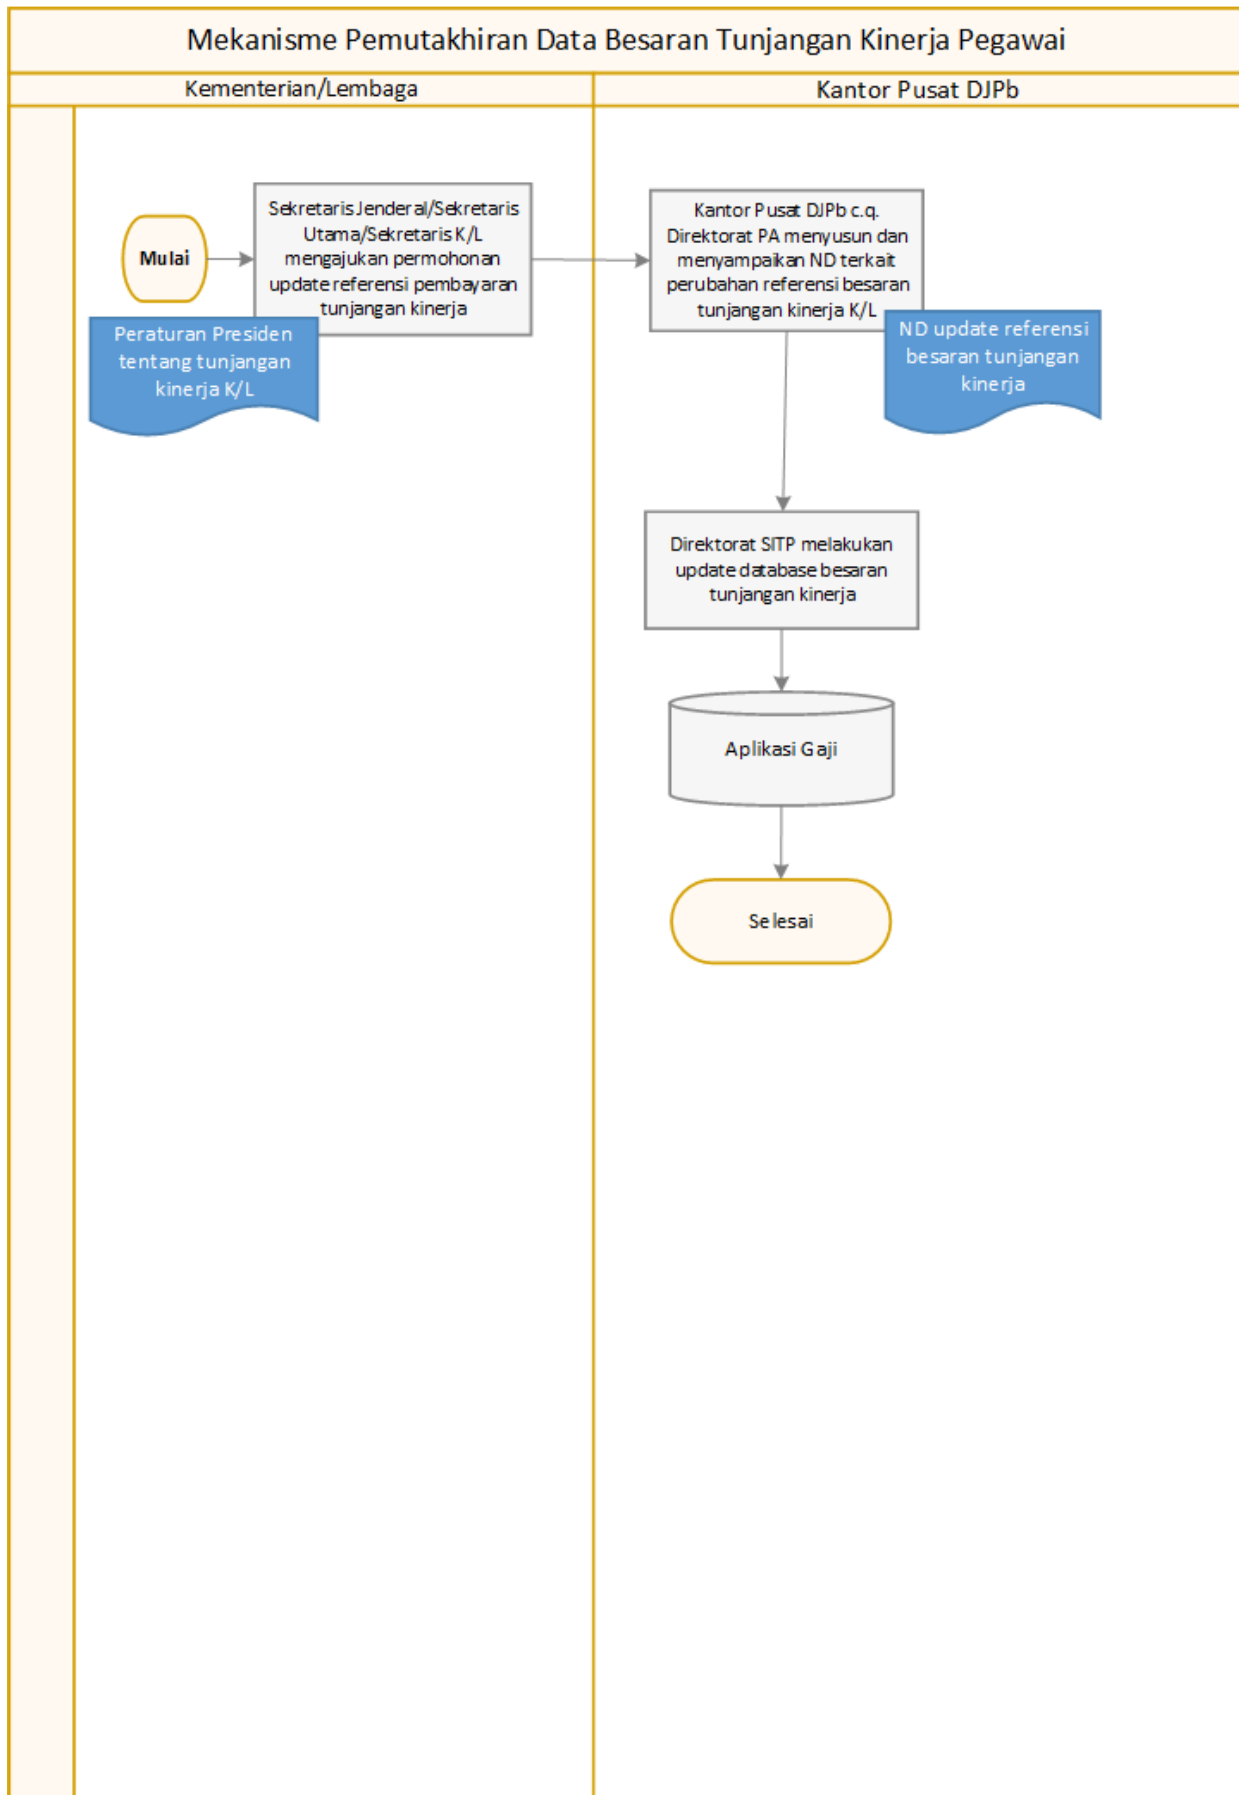 Mekanisme Pemutakhiran Data Besaran Tunjangan Kinerja Pegawai
Kementerian/Lembaga
Kantor Pusat DJPb
Mulai
Sekretaris Jenderal/Sekretaris
Utama/Sekretaris K/L
mengajukan permohonan
update referensi pembayaran
tunjangan kinerja
Peraturan Presiden
tentang tunjangan
kinerja K/L
Kantor Pusat DJPb c.q.
Direktorat PA menyusun dan
menyampaikan ND terkait
perubahan referensi besaran
tunjangan kinerja K/L
ND update referensi
besaran tunjangan
kinerja
Direktorat SITP melakukan
update database besaran
tunjangan kinerja
Aplikasi Gaji
Selesai